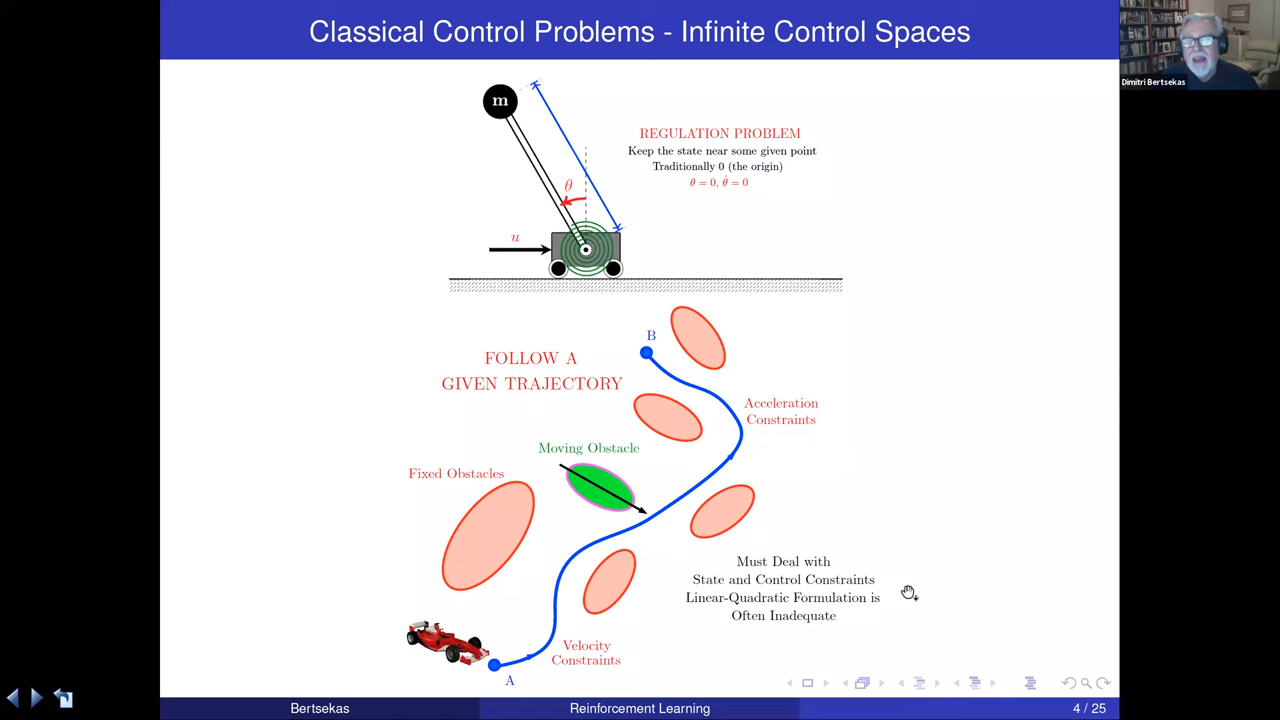 Classical Control Problems - Infinite Control Spaces
Dimitri Bertsekas
m
REGULATION PROBLEM
Keep the state near some given point
Traditionally 0 (the origin)
θ = 0, θ̇ = 0
θ
u
B
FOLLOW A
GIVEN TRAJECTORY
Acceleration
Constraints
Moving Obstacle
Fixed Obstacles
Must Deal with
State and Control Constraints
Linear-Quadratic Formulation is
Often Inadequate
Velocity
Constraints
A
Bertsekas
Reinforcement Learning
4 / 25